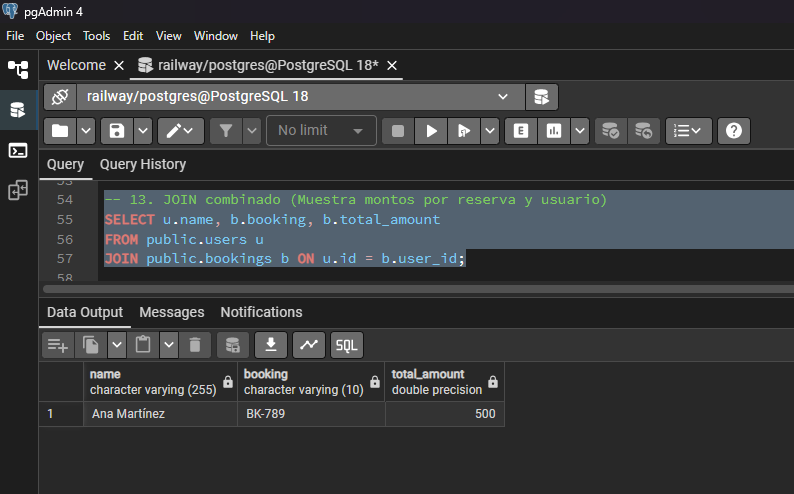 pgAdmin 4
File Object Tools Edit View Window Help
Welcome railway/postgres@PostgreSQL 18*
railway/postgres@PostgreSQL 18
No limit
E
Query Query History
53
54 -- 13. JOIN combinado (Muestra montos por reserva y usuario)
55 SELECT u.name, b.booking, b.total_amount
56 FROM public.users u
57 JOIN public.bookings b ON u.id = b.user_id;
58
Data Output Messages Notifications
SQL
name booking total_amount
character varying (255) character varying (10) double precision
1 Ana Martínez BK-789 500